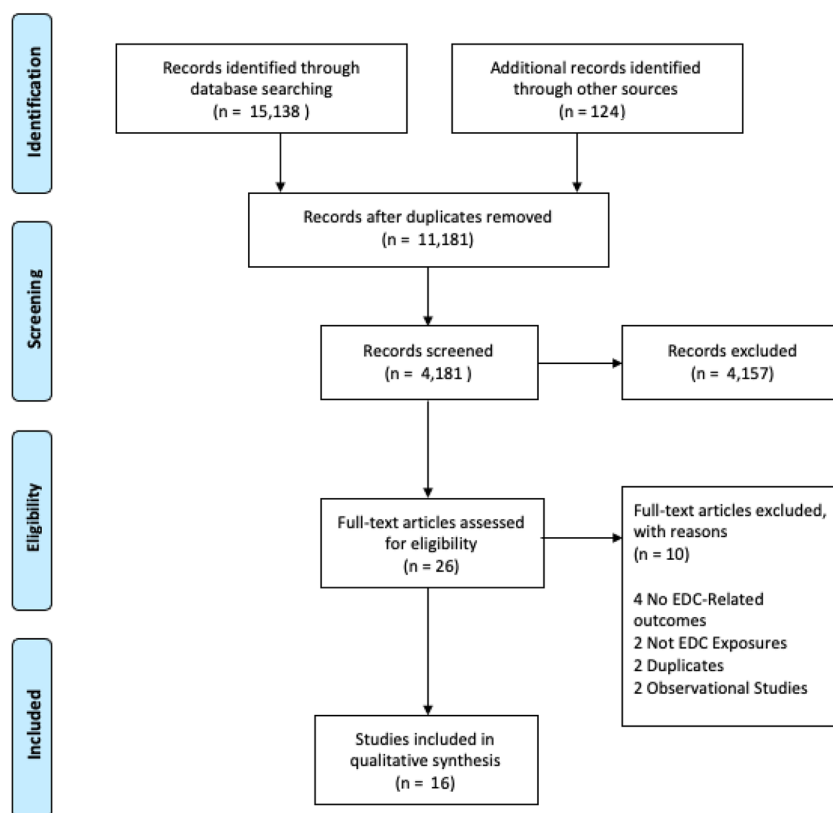 Identification
Records identified through
database searching
(n = 15,138 )
Additional records identified
through other sources
(n = 124)
Records after duplicates removed
(n = 11,181)
Screening
Records screened
(n = 4,181 )
Records excluded
(n = 4,157)
Eligibility
Full-text articles assessed
for eligibility
(n = 26)
Full-text articles excluded,
with reasons
(n = 10)
4 No EDC-Related
outcomes
2 Not EDC Exposures
2 Duplicates
2 Observational Studies
Included
Studies included in
qualitative synthesis
(n = 16)